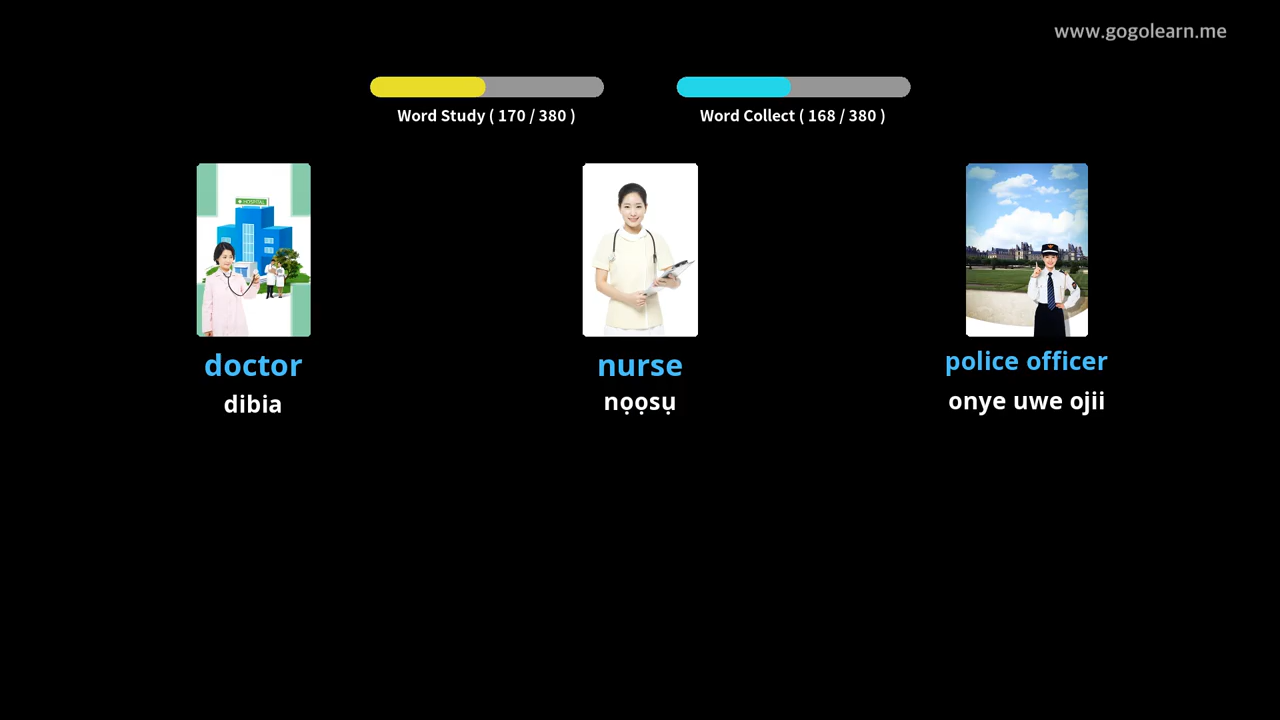 www.gogolearn.me
Word Study ( 170 / 380 )
Word Collect ( 168 / 380 )
HOSPITAL
doctor
dibia
nurse
nọọsụ
police officer
onye uwe ojii